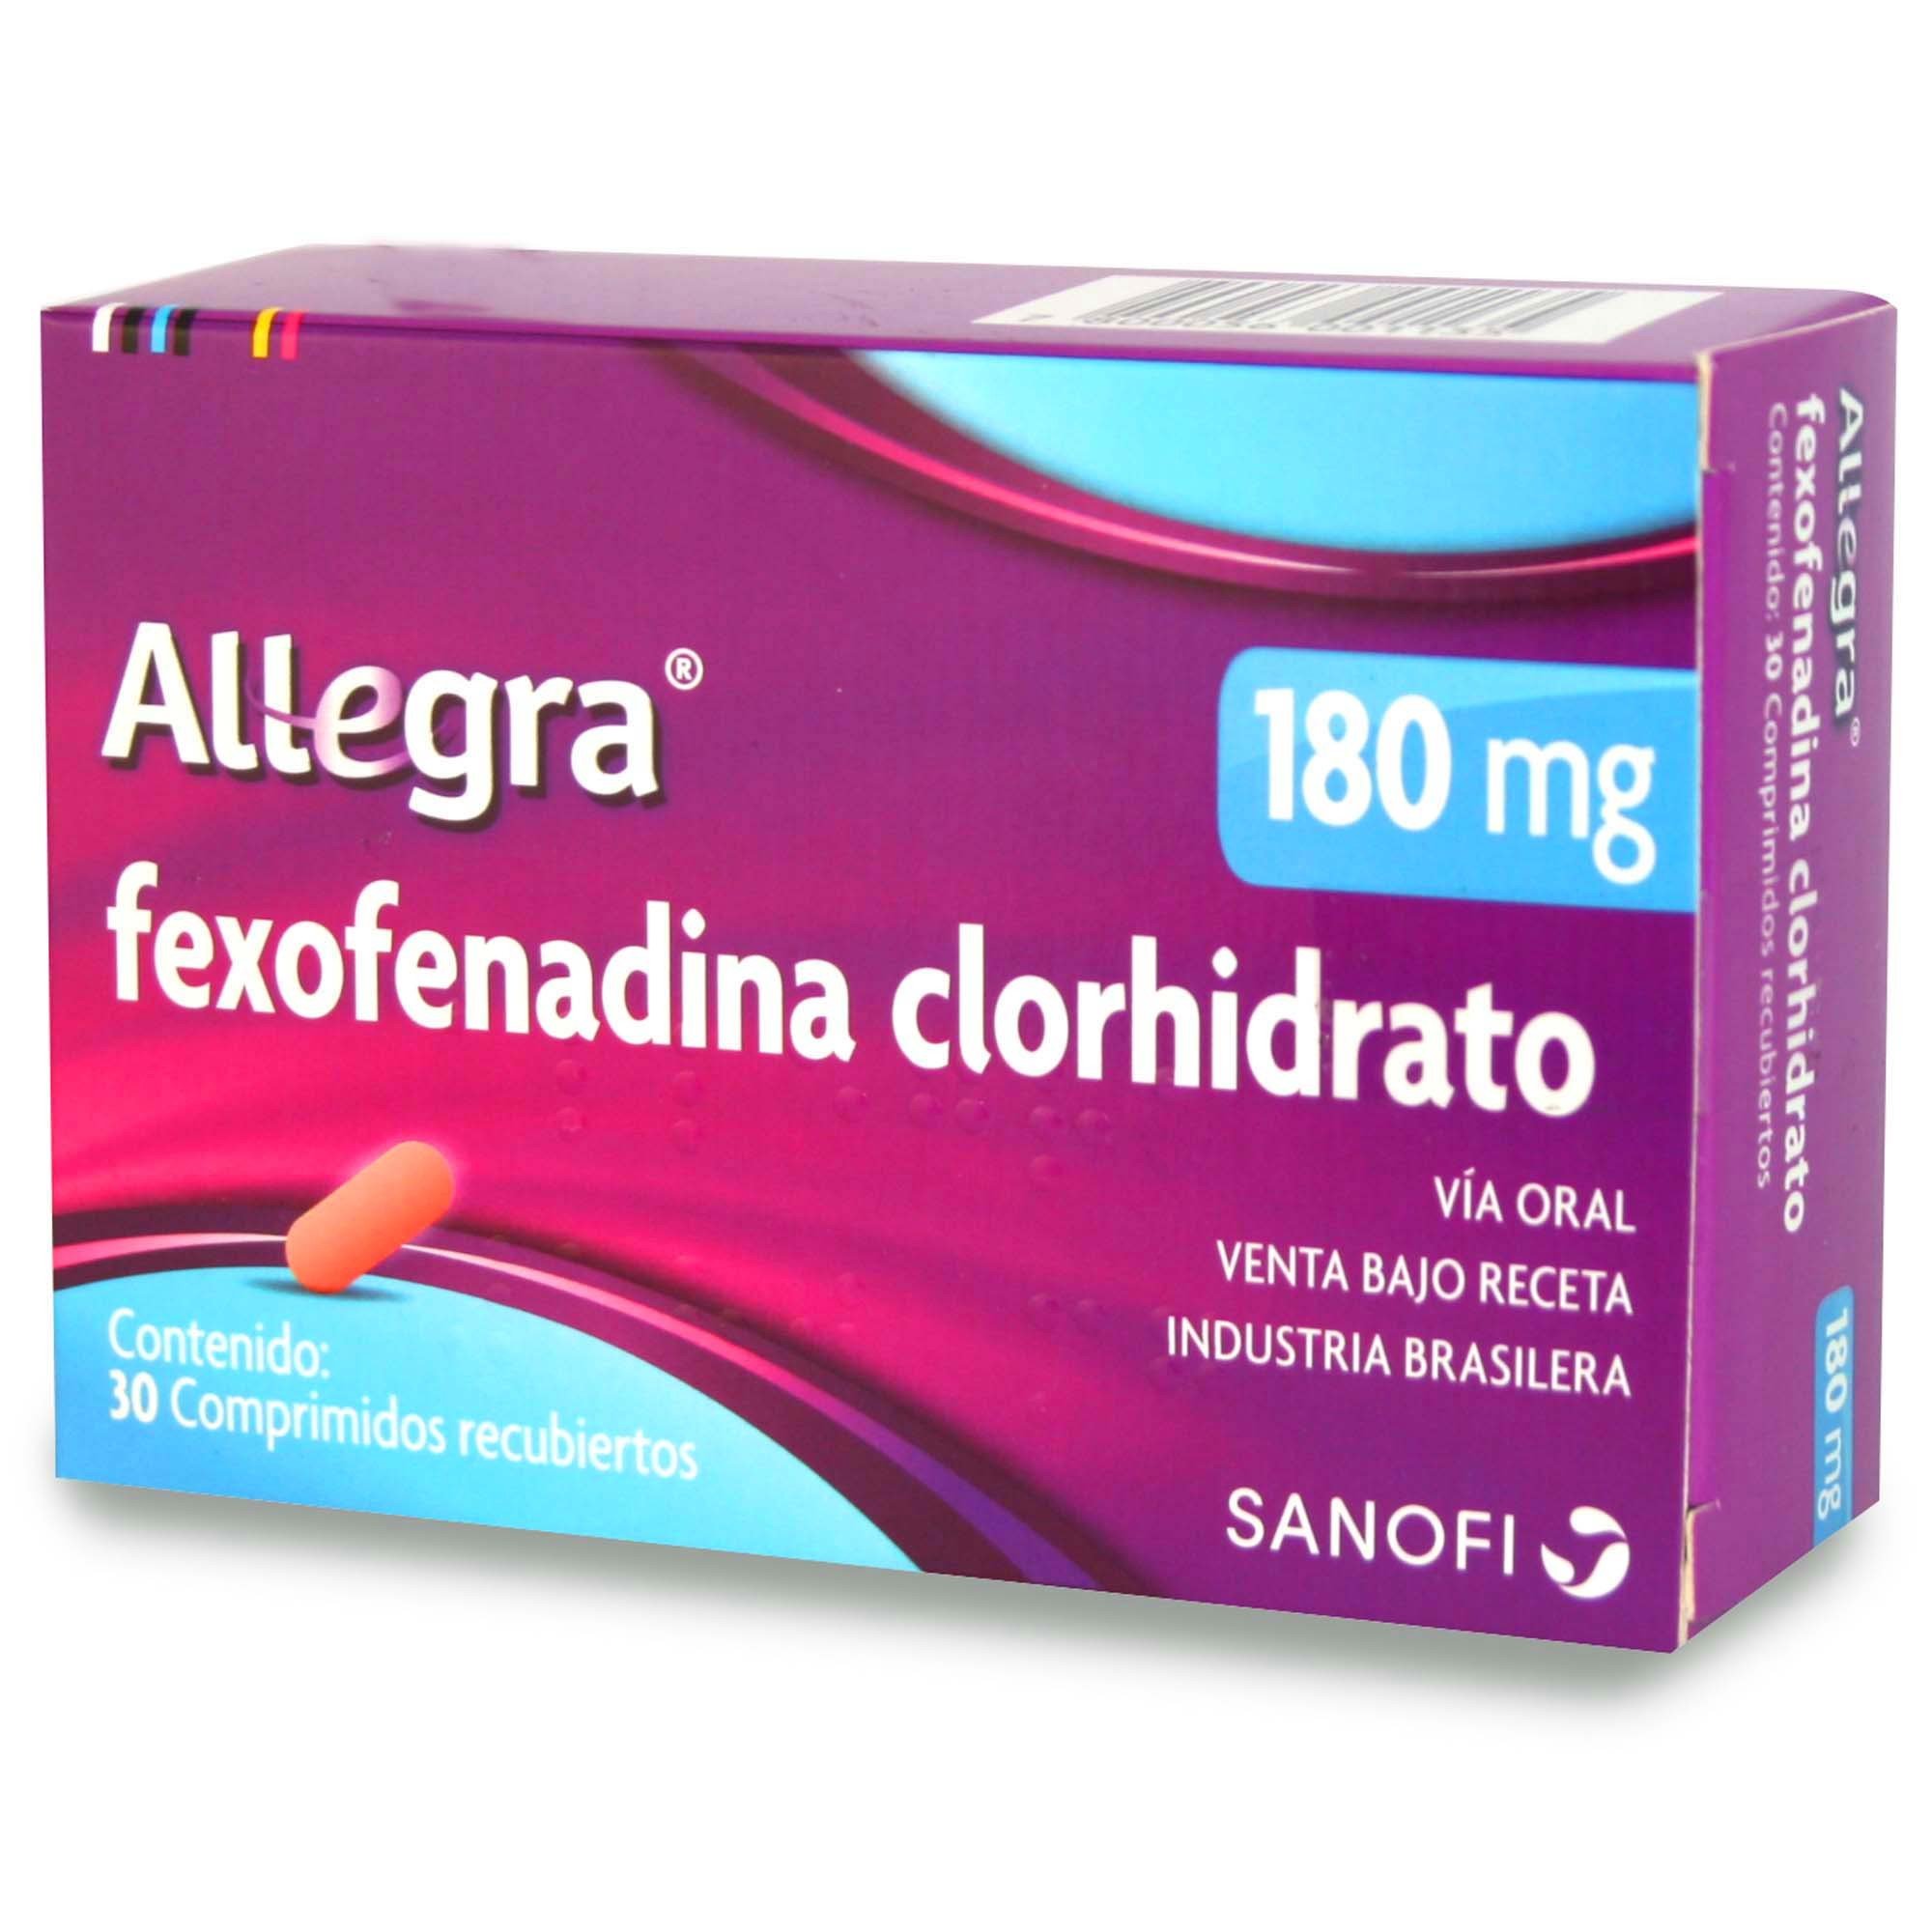 Allegra®
180 mg
fexofenadina clorhidrato
VÍA ORAL
VENTA BAJO RECETA
INDUSTRIA BRASILERA
Contenido:
30 Comprimidos recubiertos
SANOFI
Allegra®
fexofenadina clorhidrato
Contenido: 30 Comprimidos recubiertos
180 mg